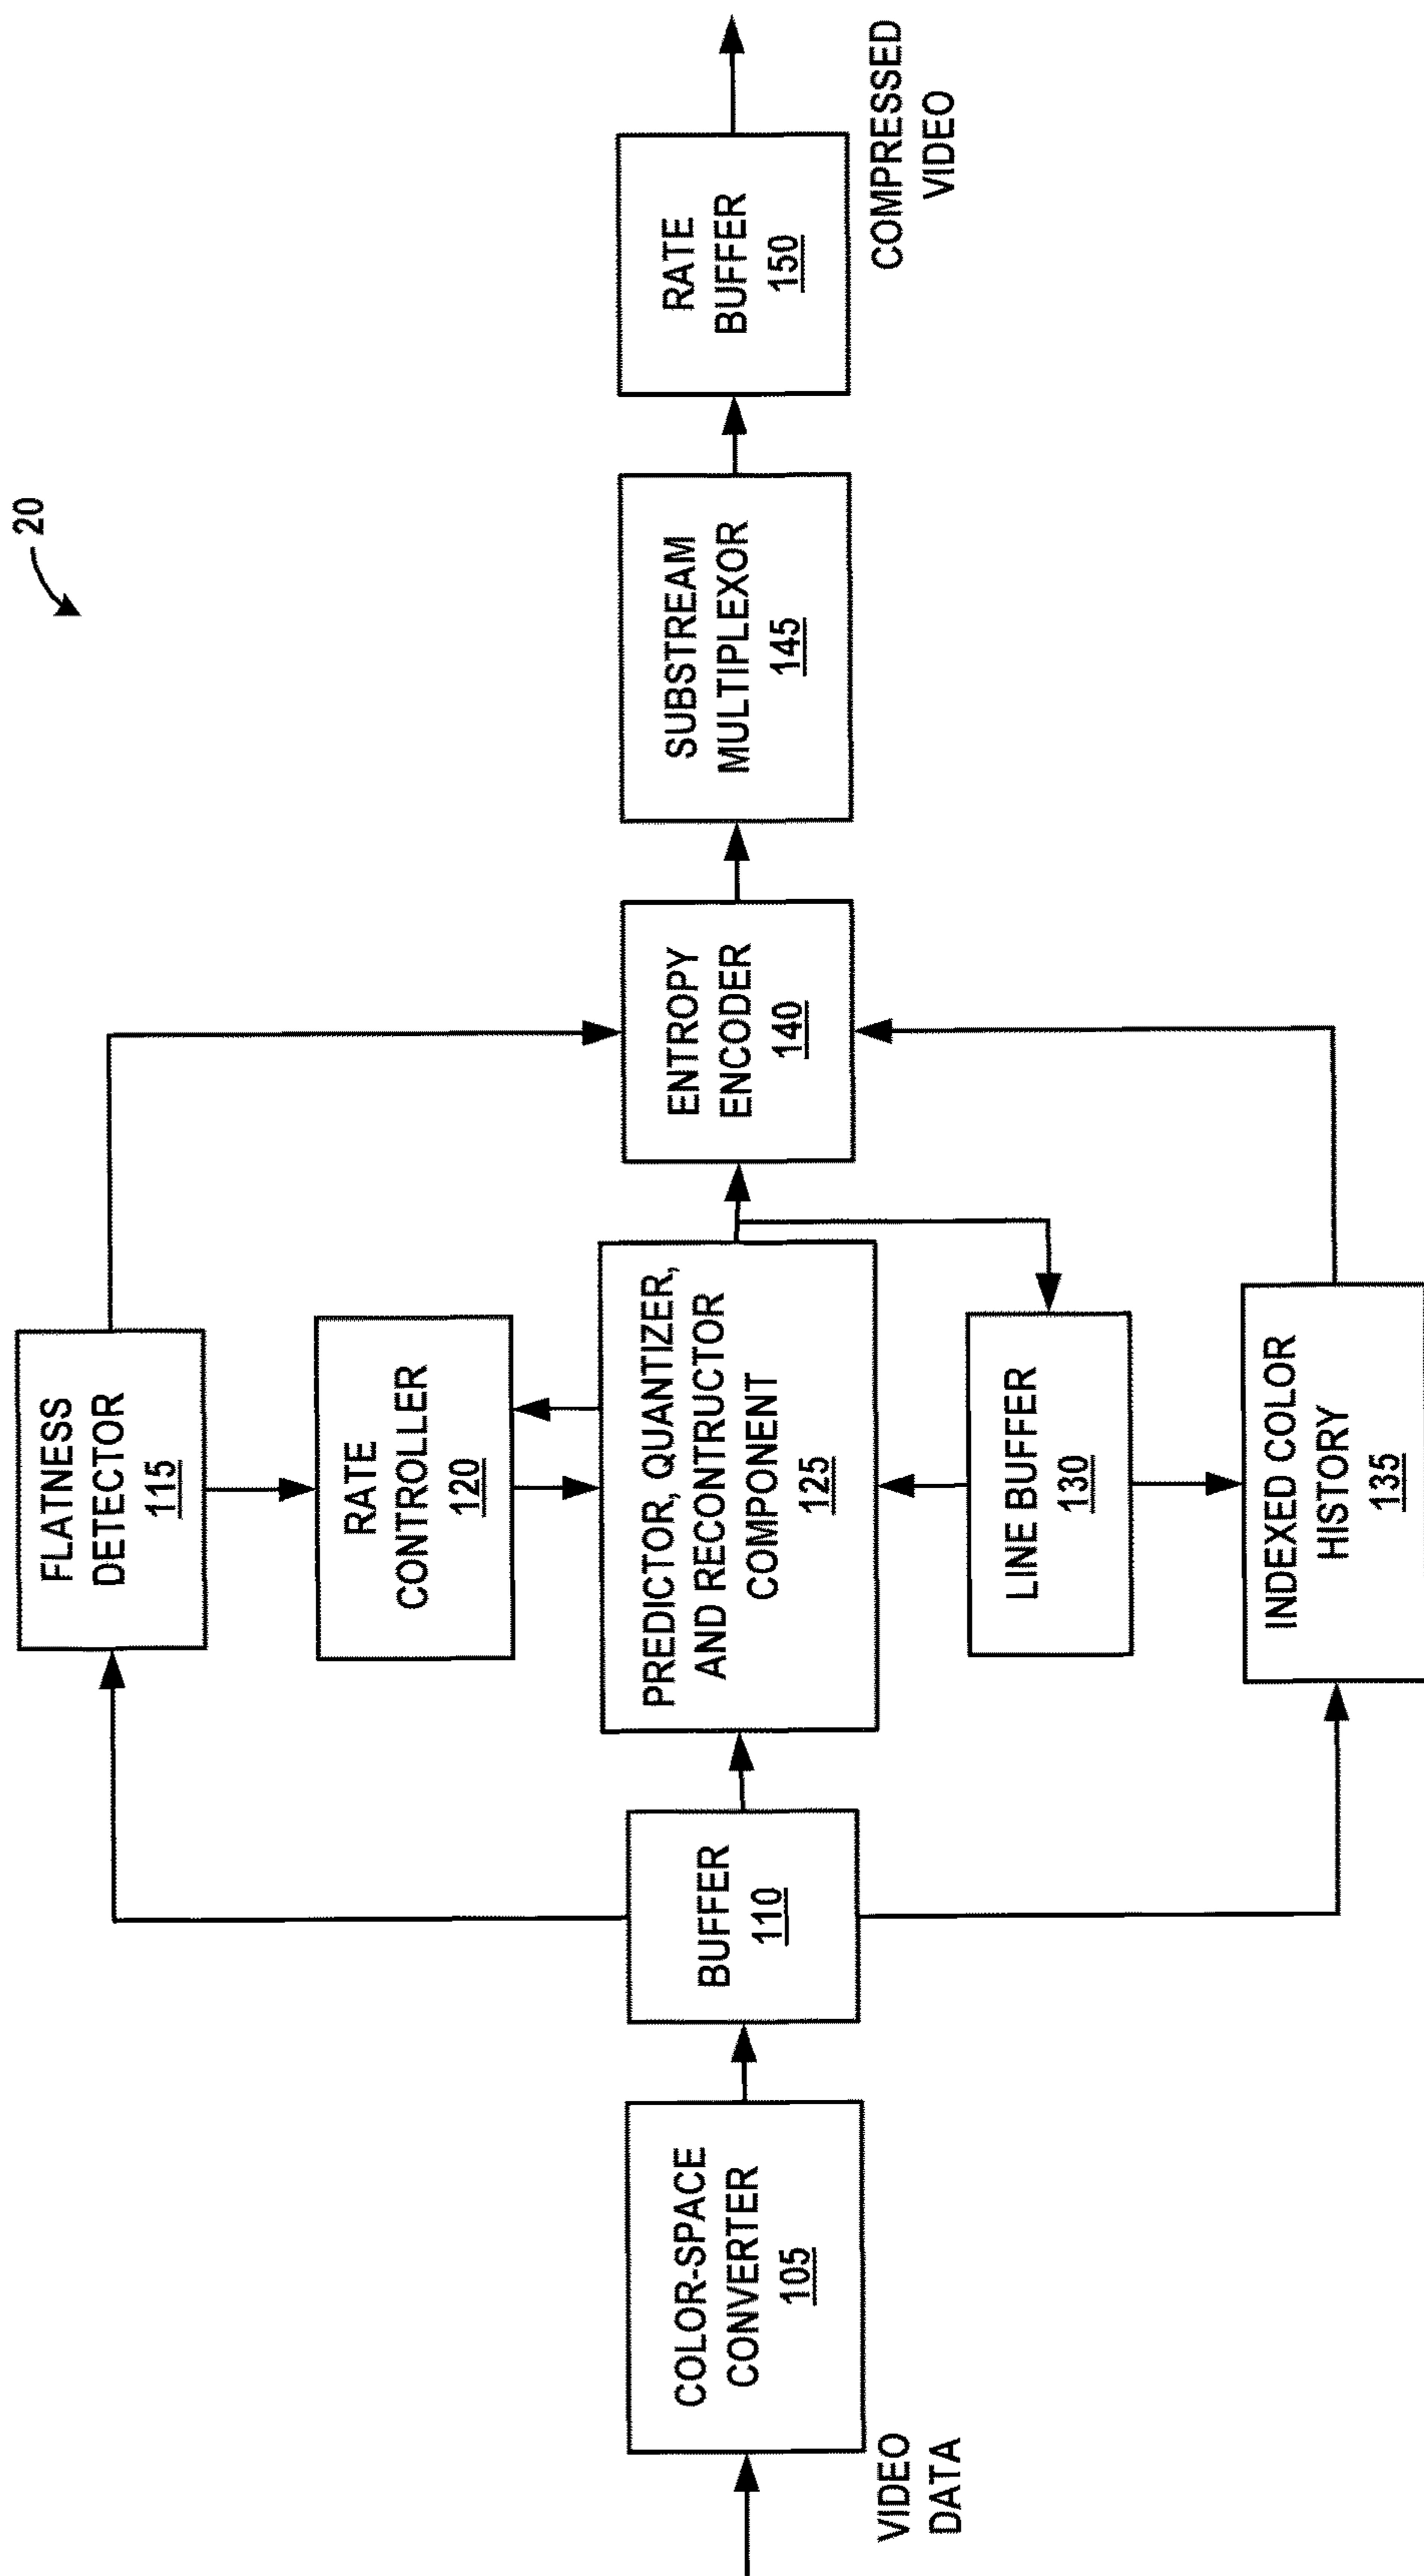 20
FLATNESS
DETECTOR
115
RATE
CONTROLLER
120
VIDEO
DATA
COLOR-SPACE
CONVERTER
105
BUFFER
110
PREDICTOR, QUANTIZER,
AND RECONTRUCTOR
COMPONENT
125
ENTROPY
ENCODER
140
SUBSTREAM
MULTIPLEXOR
145
RATE
BUFFER
150
COMPRESSED
VIDEO
LINE BUFFER
130
INDEXED COLOR
HISTORY
135